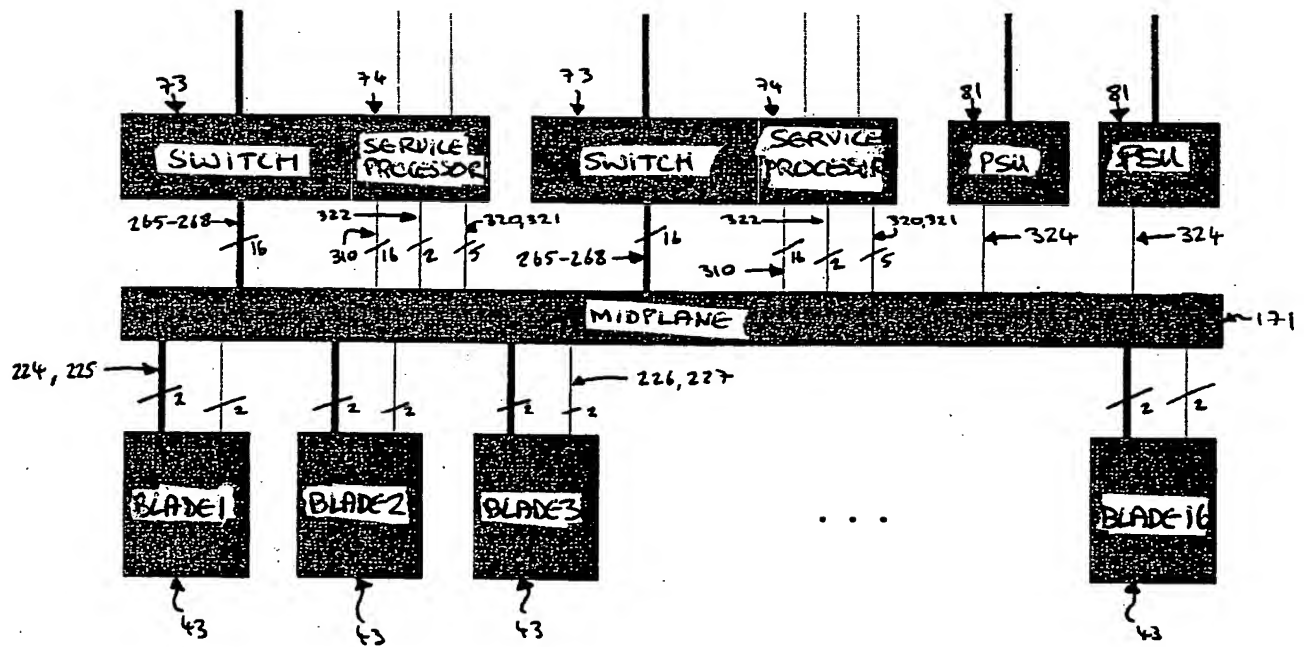 73 74 73 74 81 81
SWITCH SERVICE PROCESSOR SWITCH SERVICE PROCESSOR PSU PSU
265-268 16 322 310 16 2 5 320,321 265-268 16 322 310 16 2 5 320,321 324 324
MIDPLANE 171
224, 225 2 2 2 2 2 2 226, 227 2 2
BLADE1 BLADE2 BLADE3 . . . BLADE16
43 43 43 43